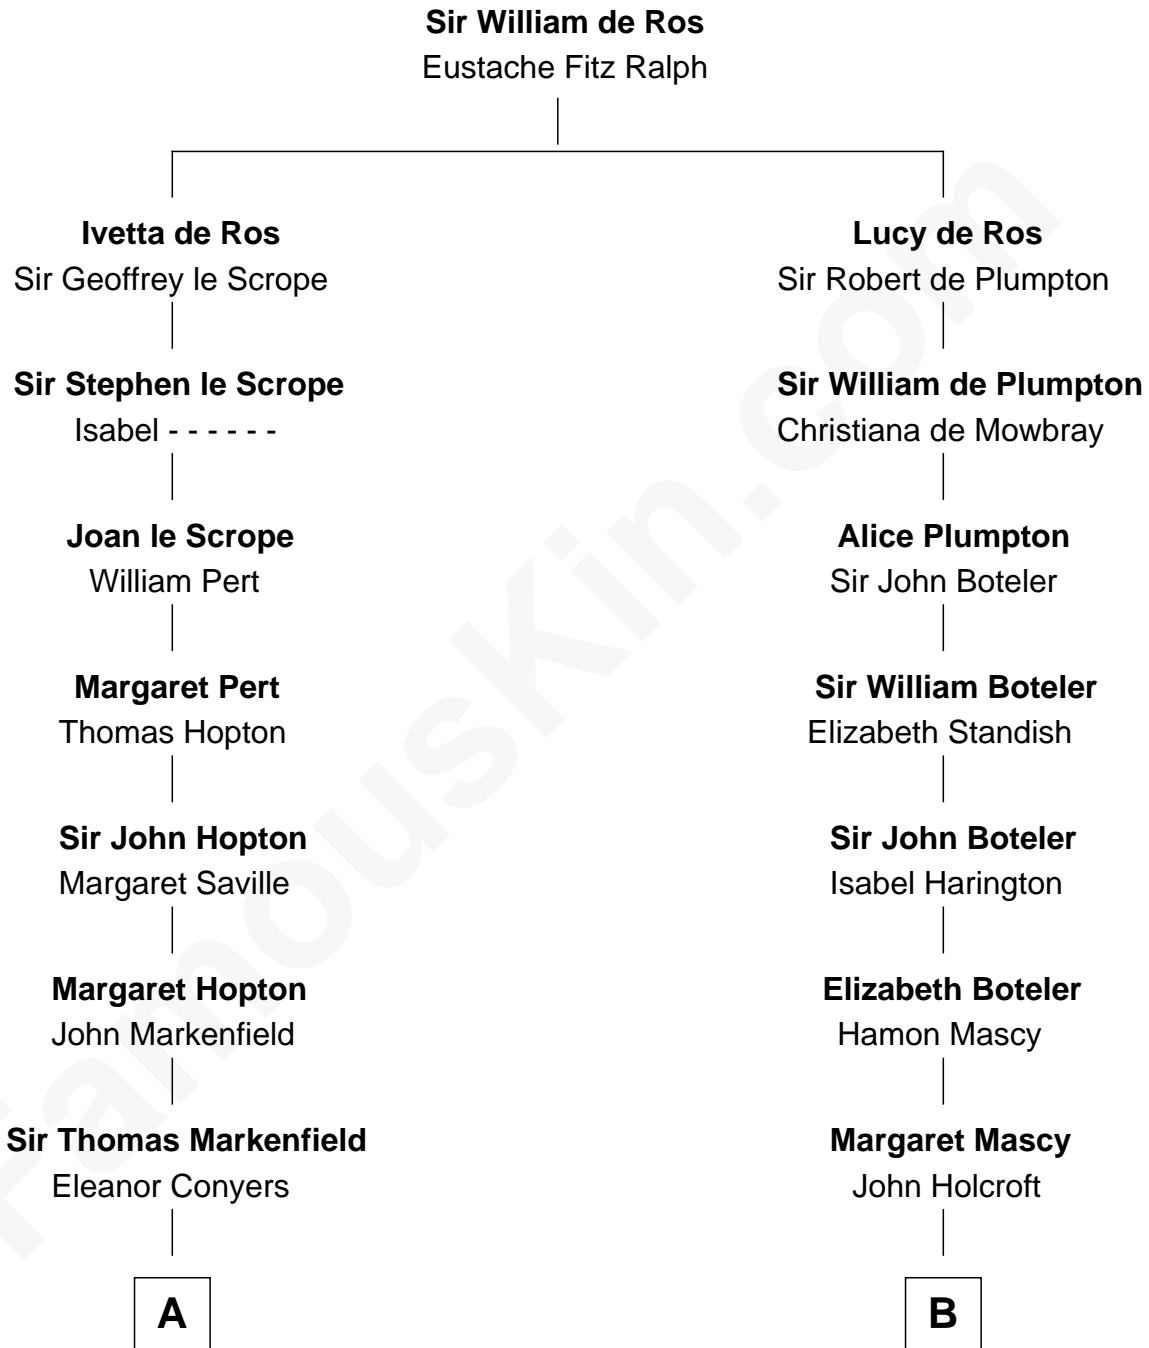 Sir William de Ros
Eustache Fitz Ralph
Ivetta de Ros
Sir Geoffrey le Scrope
Lucy de Ros
Sir Robert de Plumpton
Sir Stephen le Scrope
Isabel - - - - - -
Sir William de Plumpton
Christiana de Mowbray
Joan le Scrope
William Pert
Alice Plumpton
Sir John Boteler
Margaret Pert
Thomas Hopton
Sir William Boteler
Elizabeth Standish
Sir John Hopton
Margaret Saville
Sir John Boteler
Isabel Harington
Margaret Hopton
John Markenfield
Elizabeth Boteler
Hamon Mascy
Sir Thomas Markenfield
Eleanor Conyers
Margaret Mascy
John Holcroft
A
B
FamousKin.com